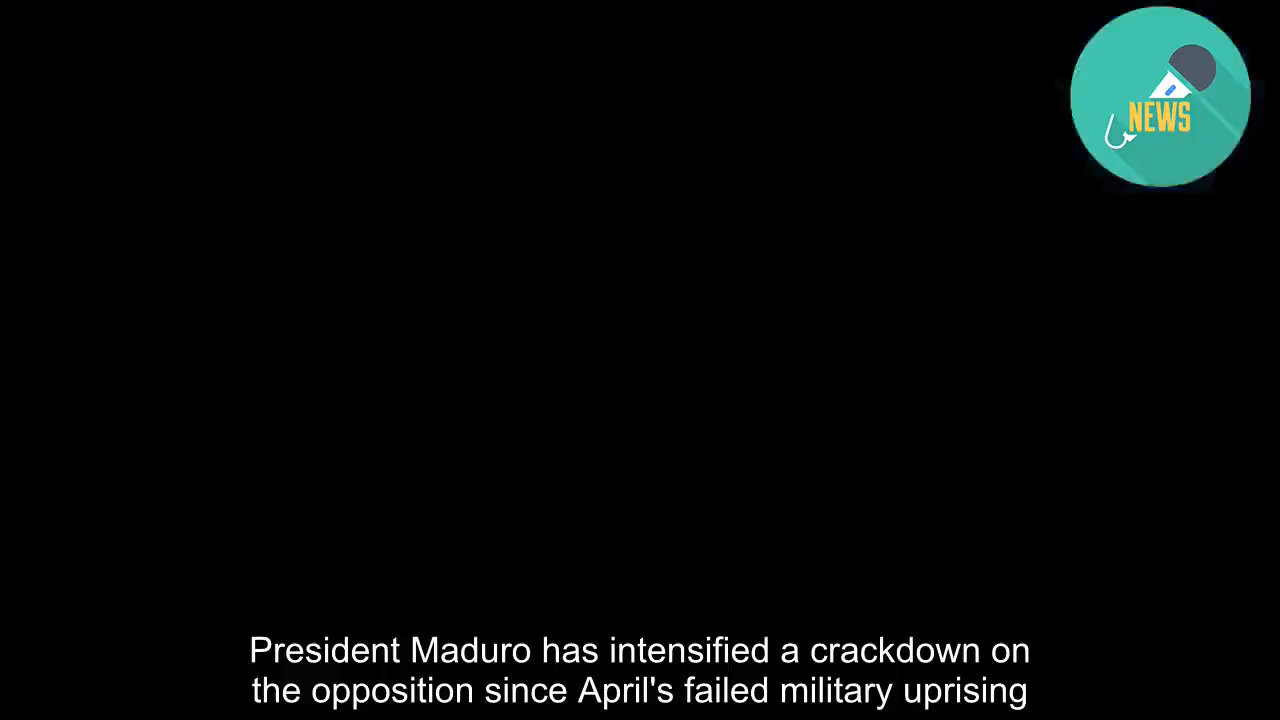 NEWS
President Maduro has intensified a crackdown on
the opposition since April's failed military uprising